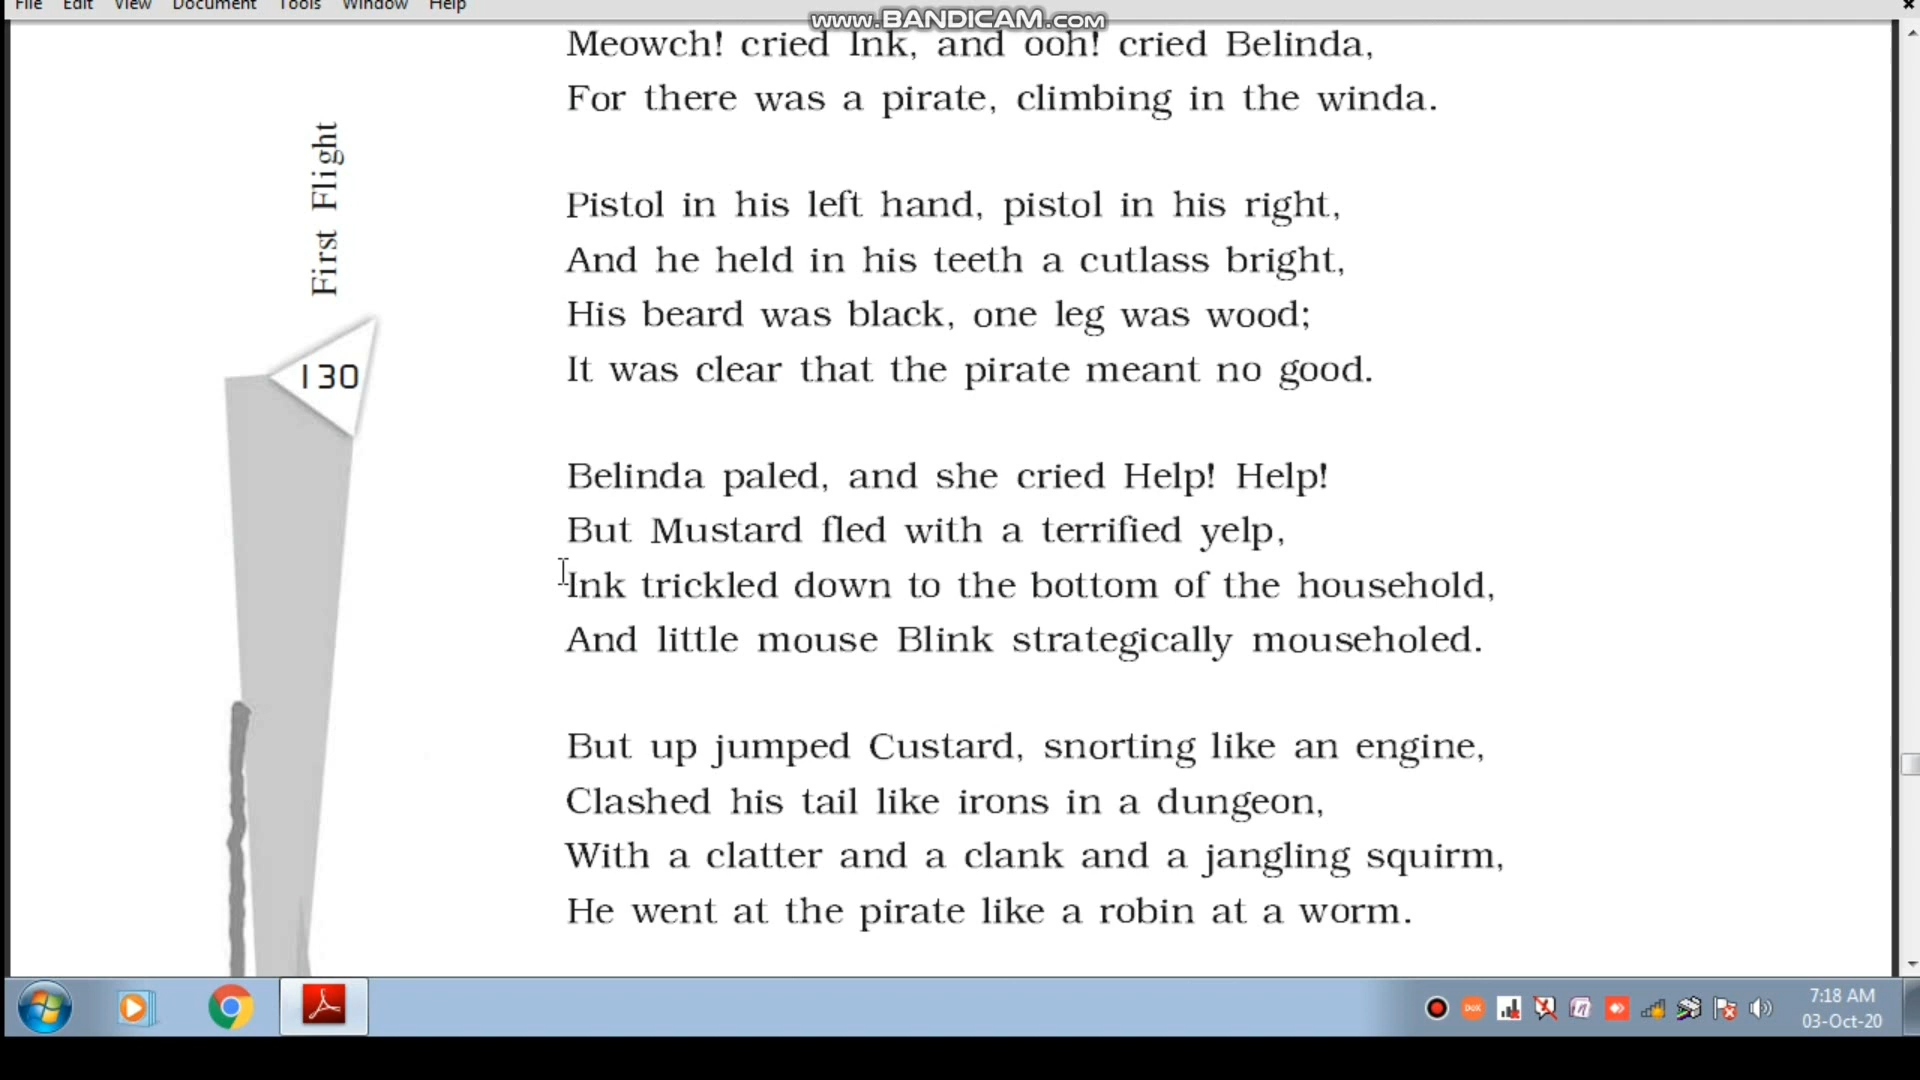 File Edit View Document Tools Window Help
www.BANDICAM.com
Meowch! cried Ink, and ooh! cried Belinda,
For there was a pirate, climbing in the winda.
First Flight
Pistol in his left hand, pistol in his right,
And he held in his teeth a cutlass bright,
His beard was black, one leg was wood;
It was clear that the pirate meant no good.
130
Belinda paled, and she cried Help! Help!
But Mustard fled with a terrified yelp,
Ink trickled down to the bottom of the household,
And little mouse Blink strategically mouseholed.
But up jumped Custard, snorting like an engine,
Clashed his tail like irons in a dungeon,
With a clatter and a clank and a jangling squirm,
He went at the pirate like a robin at a worm.
7:18 AM
03-Oct-20